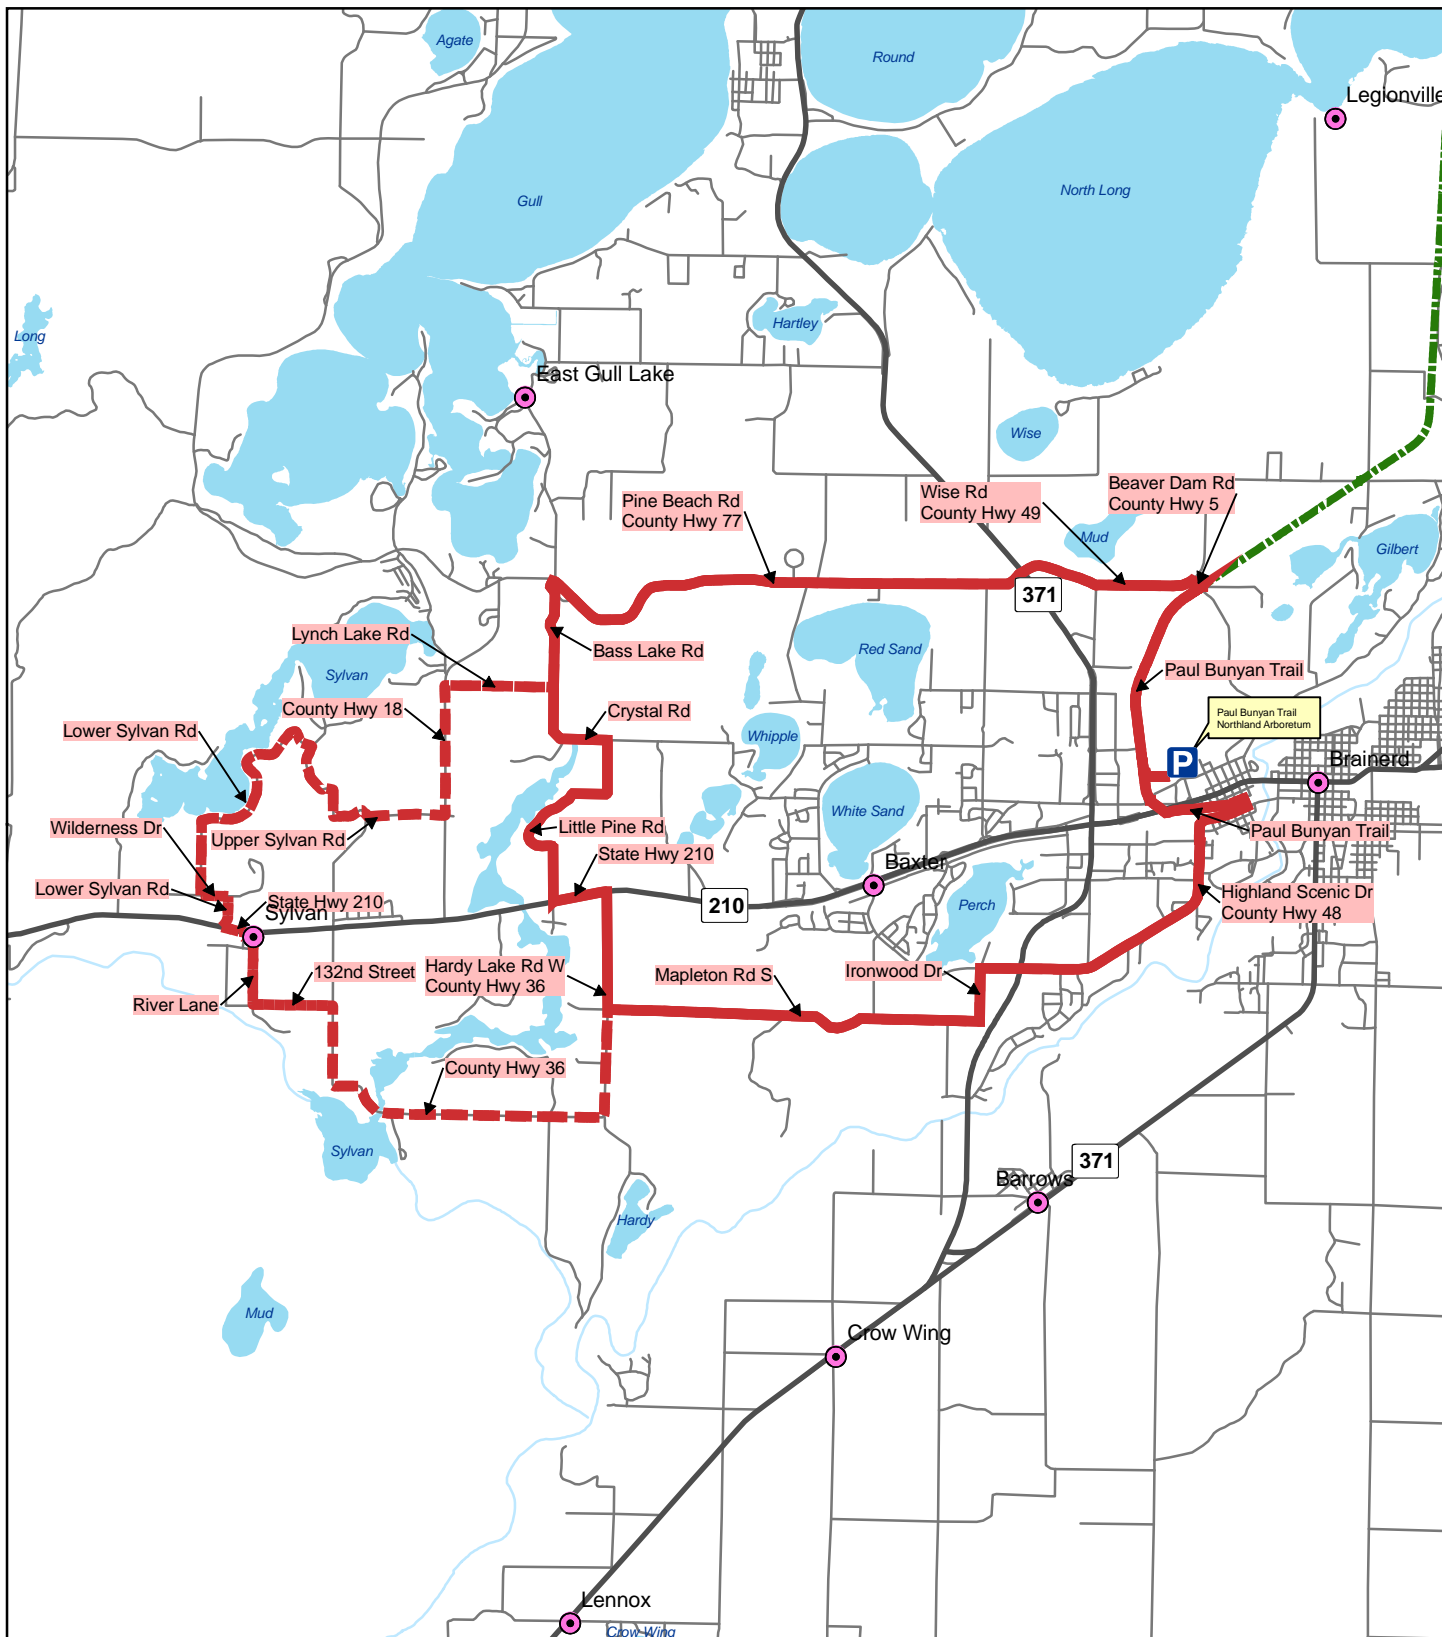 Agate
Round
Legionville
Gull
North Long
Long
Hartley
East Gull Lake
Wise
Pine Beach Rd
County Hwy 77
Wise Rd
County Hwy 49
Beaver Dam Rd
County Hwy 5
Mud
Gilbert
371
Lynch Lake Rd
Bass Lake Rd
Red Sand
Sylvan
Paul Bunyan Trail
County Hwy 18
Crystal Rd
Paul Bunyan Trail
Northland Arboretum
Lower Sylvan Rd
Whipple
P
Brainerd
White Sand
Wilderness Dr
Upper Sylvan Rd
Little Pine Rd
Paul Bunyan Trail
State Hwy 210
Baxter
Lower Sylvan Rd
State Hwy 210
Sylvan
210
Perch
Highland Scenic Dr
County Hwy 48
132nd Street
Hardy Lake Rd W
County Hwy 36
Mapleton Rd S
Ironwood Dr
River Lane
County Hwy 36
Sylvan
371
Barrows
Hardy
Mud
Crow Wing
Lennox
Crow Wing